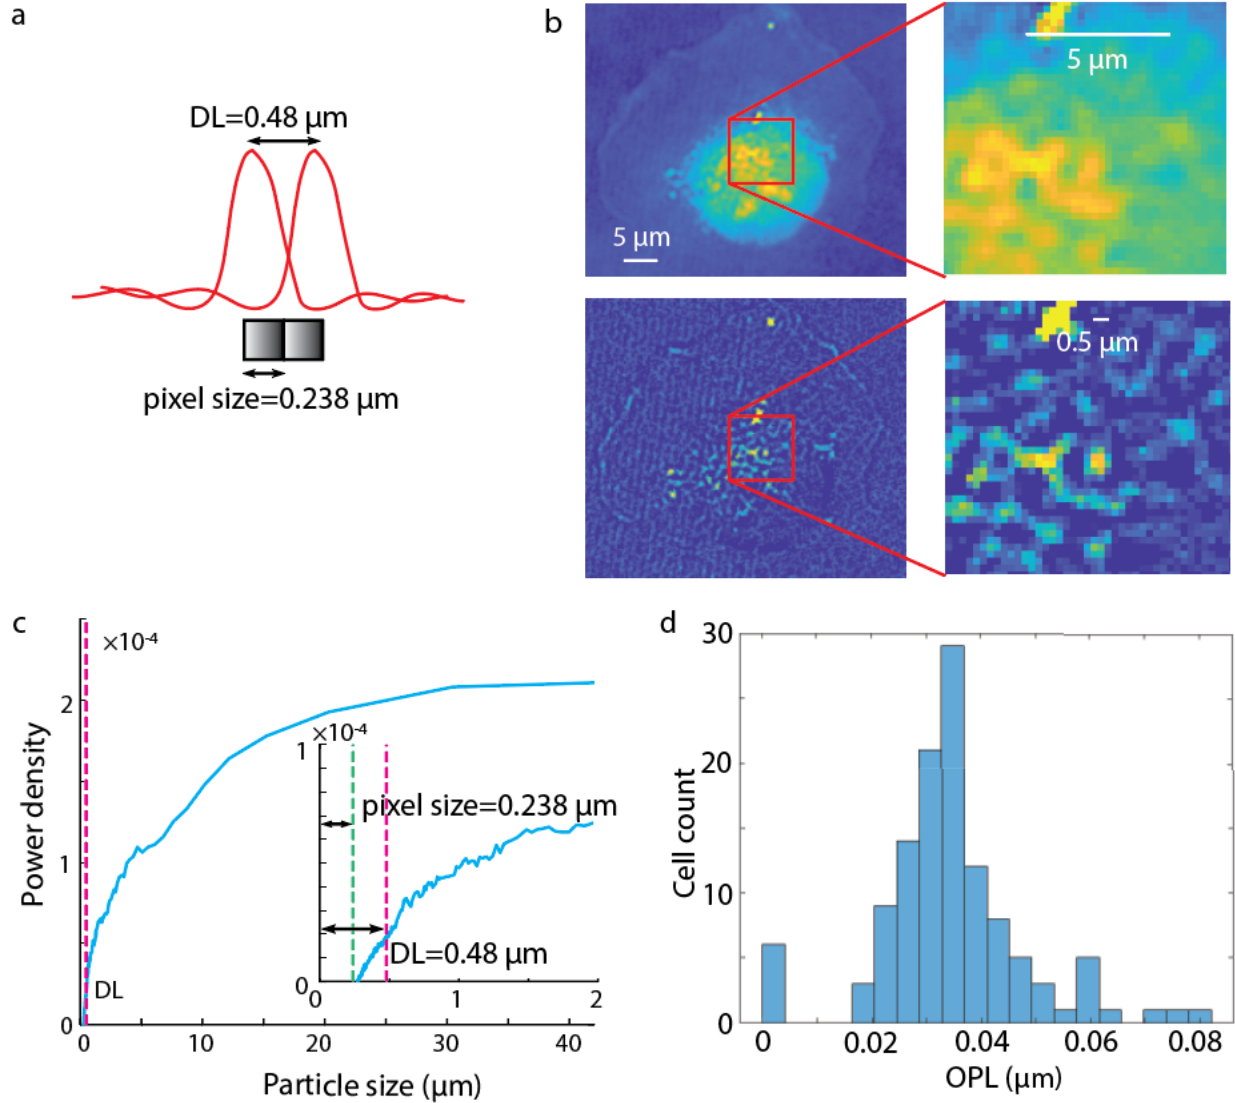 a
DL=0.48 μm
pixel size=0.238 μm
b
5 μm
5 μm
0.5 μm
c
×10-4
2
1
0
Power density
DL
0
10
20
30
40
Particle size (μm)
1
×10-4
pixel size=0.238 μm
DL=0.48 μm
0
0
1
2
d
30
20
10
0
Cell count
0
0.02
0.04
0.06
0.08
OPL (μm)